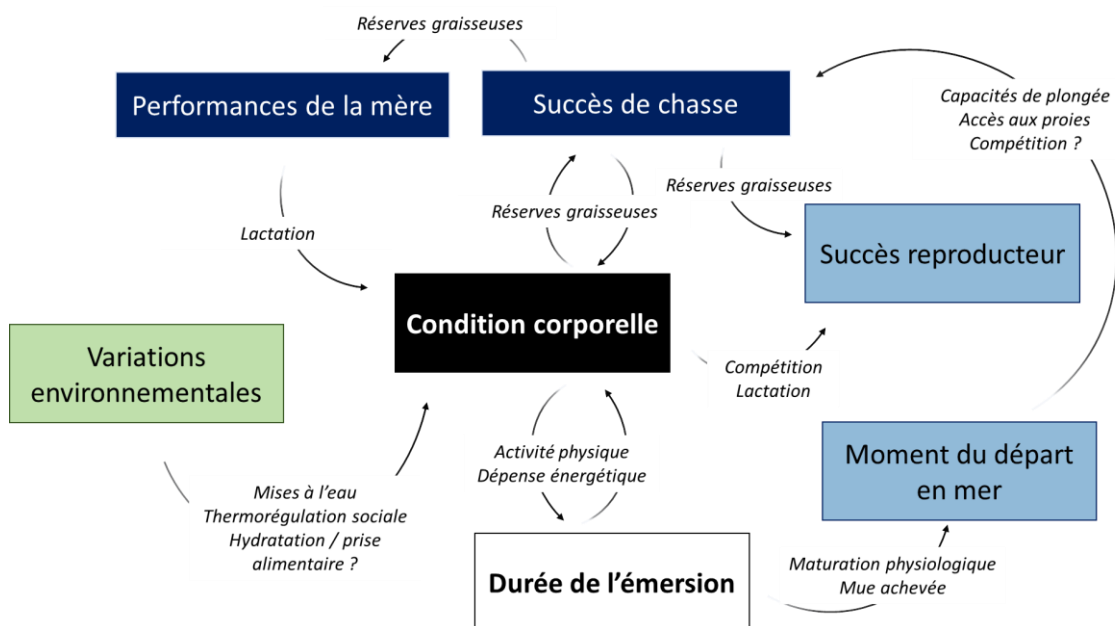 Réserves graisseuses
Performances de la mère
Succès de chasse
Capacités de plongée
Accès aux proies
Compétition ?
Réserves graisseuses
Lactation
Réserves graisseuses
Succès reproducteur
Condition corporelle
Variations
environnementales
Compétition
Lactation
Activité physique
Dépense énergétique
Moment du départ
en mer
Mises à l’eau
Thermorégulation sociale
Hydratation / prise
alimentaire ?
Durée de l’émersion
Maturation physiologique
Mue achevée